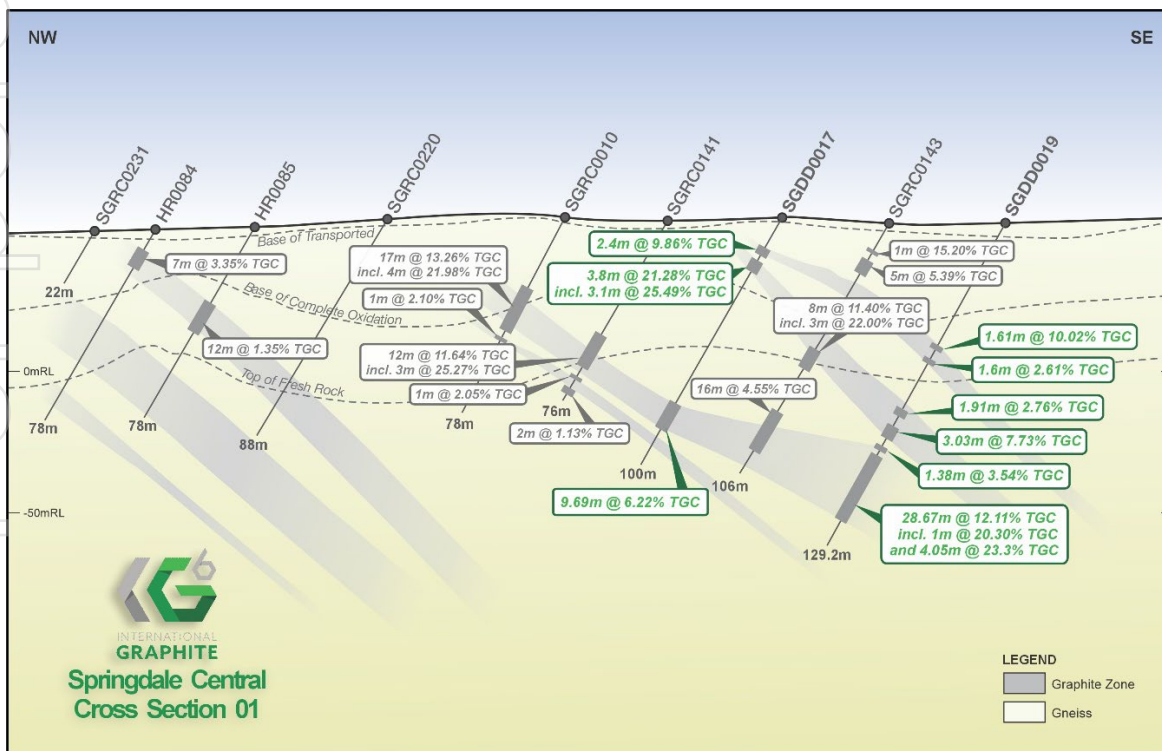 NW
SE
SGRC0231
HR0084
HR0085
SGRC0220
SGRC0010
SGRC0141
SGDD0017
SGRC0143
SGDD0019
Base of Transported
Base of Complete Oxidation
Top of Fresh Rock
7m @ 3.35% TGC
12m @ 1.35% TGC
17m @ 13.26% TGC
incl. 4m @ 21.98% TGC
1m @ 2.10% TGC
12m @ 11.64% TGC
incl. 3m @ 25.27% TGC
1m @ 2.05% TGC
2m @ 1.13% TGC
2.4m @ 9.86% TGC
3.8m @ 21.28% TGC
incl. 3.1m @ 25.49% TGC
9.69m @ 6.22% TGC
1m @ 15.20% TGC
5m @ 5.39% TGC
8m @ 11.40% TGC
incl. 3m @ 22.00% TGC
16m @ 4.55% TGC
1.61m @ 10.02% TGC
1.6m @ 2.61% TGC
1.91m @ 2.76% TGC
3.03m @ 7.73% TGC
1.38m @ 3.54% TGC
28.67m @ 12.11% TGC
incl. 1m @ 20.30% TGC
and 4.05m @ 23.3% TGC
22m
78m
78m
88m
78m
76m
100m
106m
129.2m
0mRL
-50mRL
INTERNATIONAL
GRAPHITE
Springdale Central
Cross Section 01
LEGEND
Graphite Zone
Gneiss